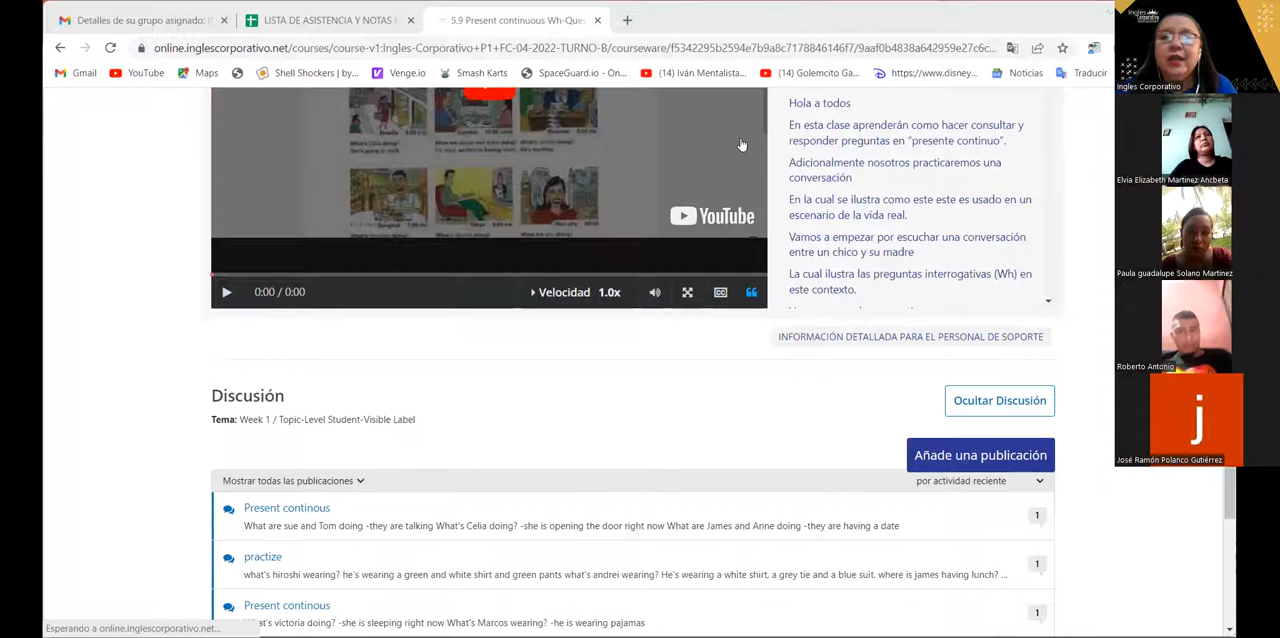 Detalles de su grupo asignado: I
LISTA DE ASISTENCIA Y NOTAS
5.9 Present continuous Wh-Ques
online.inglescorporativo.net/courses/course-v1:Ingles-Corporativo+P1+FC-04-2022-TURNO-B/courseware/f5342295b2594e7b9a8c7178846146f7/9aaf0b4838a642959e27c6c...
Gmail
YouTube
Maps
Shell Shockers | by...
Venge.io
Smash Karts
SpaceGuard.io - On...
(14) Iván Mentalista...
(14) Golemcito Ga...
https://www.disney...
Noticias
Traducir
YouTube
0:00 / 0:00
Velocidad 1.0x
Hola a todos
En esta clase aprenderán como hacer consultar y
responder preguntas en "presente continuo".
Adicionalmente nosotros practicaremos una
conversación
En la cual se ilustra como este este es usado en un
escenario de la vida real.
Vamos a empezar por escuchar una conversación
entre un chico y su madre
La cual ilustra las preguntas interrogativas (Wh) en
este contexto.
INFORMACIÓN DETALLADA PARA EL PERSONAL DE SOPORTE
Discusión
Tema: Week 1 / Topic-Level Student-Visible Label
Ocultar Discusión
Añade una publicación
Mostrar todas las publicaciones
por actividad reciente
Present continous
What are sue and Tom doing -they are talking What's Celia doing? -she is opening the door right now What are James and Anne doing -they are having a date
1
practize
what's hiroshi wearing? he's wearing a green and white shirt and green pants what's andrei wearing? He's wearing a white shirt, a grey tie and a blue suit. where is james having lunch? ...
1
Present continous
What's victoria doing? -she is sleeping right now What's Marcos wearing? -he is wearing pajamas
1
Esperando a online.inglescorporativo.net...
Inglés
Corporativo
Ingles Corporativo
Elvia Elizabeth Martinez Ancheta
Paula guadalupe Solano Martinez
Roberto Antonio
j
José Ramón Polanco Gutiérrez